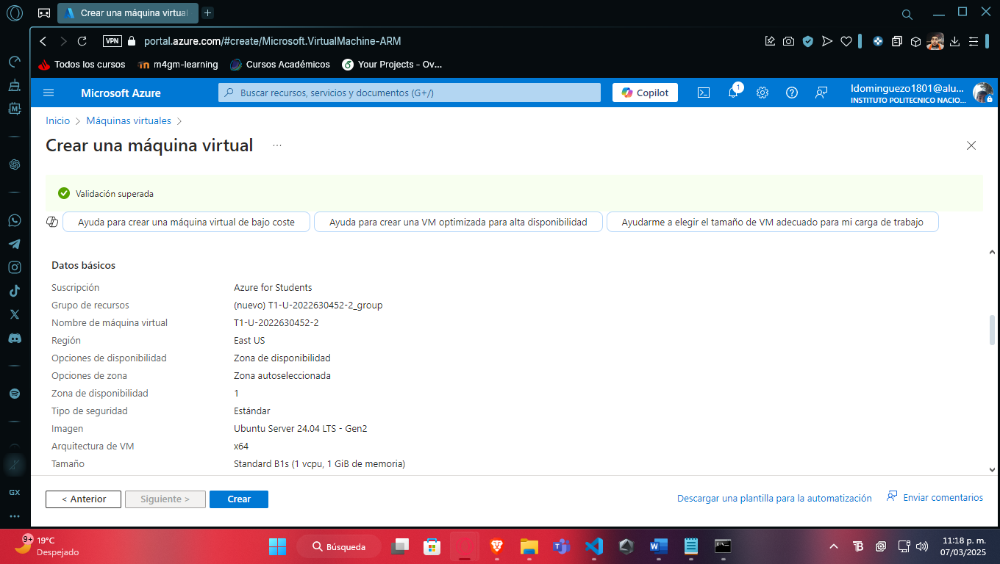 Crear una máquina virtual
VPN
portal.azure.com/#create/Microsoft.VirtualMachine-ARM
Todos los cursos
m4gm-learning
Cursos Académicos
Your Projects - Ov...
Microsoft Azure
Buscar recursos, servicios y documentos (G+/)
Copilot
1
ldominguezo1801@alu...
INSTITUTO POLITECNICO NACIO...
Inicio > Máquinas virtuales >
Crear una máquina virtual ...
Validación superada
Ayuda para crear una máquina virtual de bajo coste
Ayuda para crear una VM optimizada para alta disponibilidad
Ayudarme a elegir el tamaño de VM adecuado para mi carga de trabajo
Datos básicos
Suscripción Azure for Students
Grupo de recursos (nuevo) T1-U-2022630452-2_group
Nombre de máquina virtual T1-U-2022630452-2
Región East US
Opciones de disponibilidad Zona de disponibilidad
Opciones de zona Zona autoseleccionada
Zona de disponibilidad 1
Tipo de seguridad Estándar
Imagen Ubuntu Server 24.04 LTS - Gen2
Arquitectura de VM x64
Tamaño Standard B1s (1 vcpu, 1 GiB de memoria)
< Anterior
Siguiente >
Crear
Descargar una plantilla para la automatización
Enviar comentarios
GX
9+
19°C
Despejado
Búsqueda
11:18 p. m.
07/03/2025